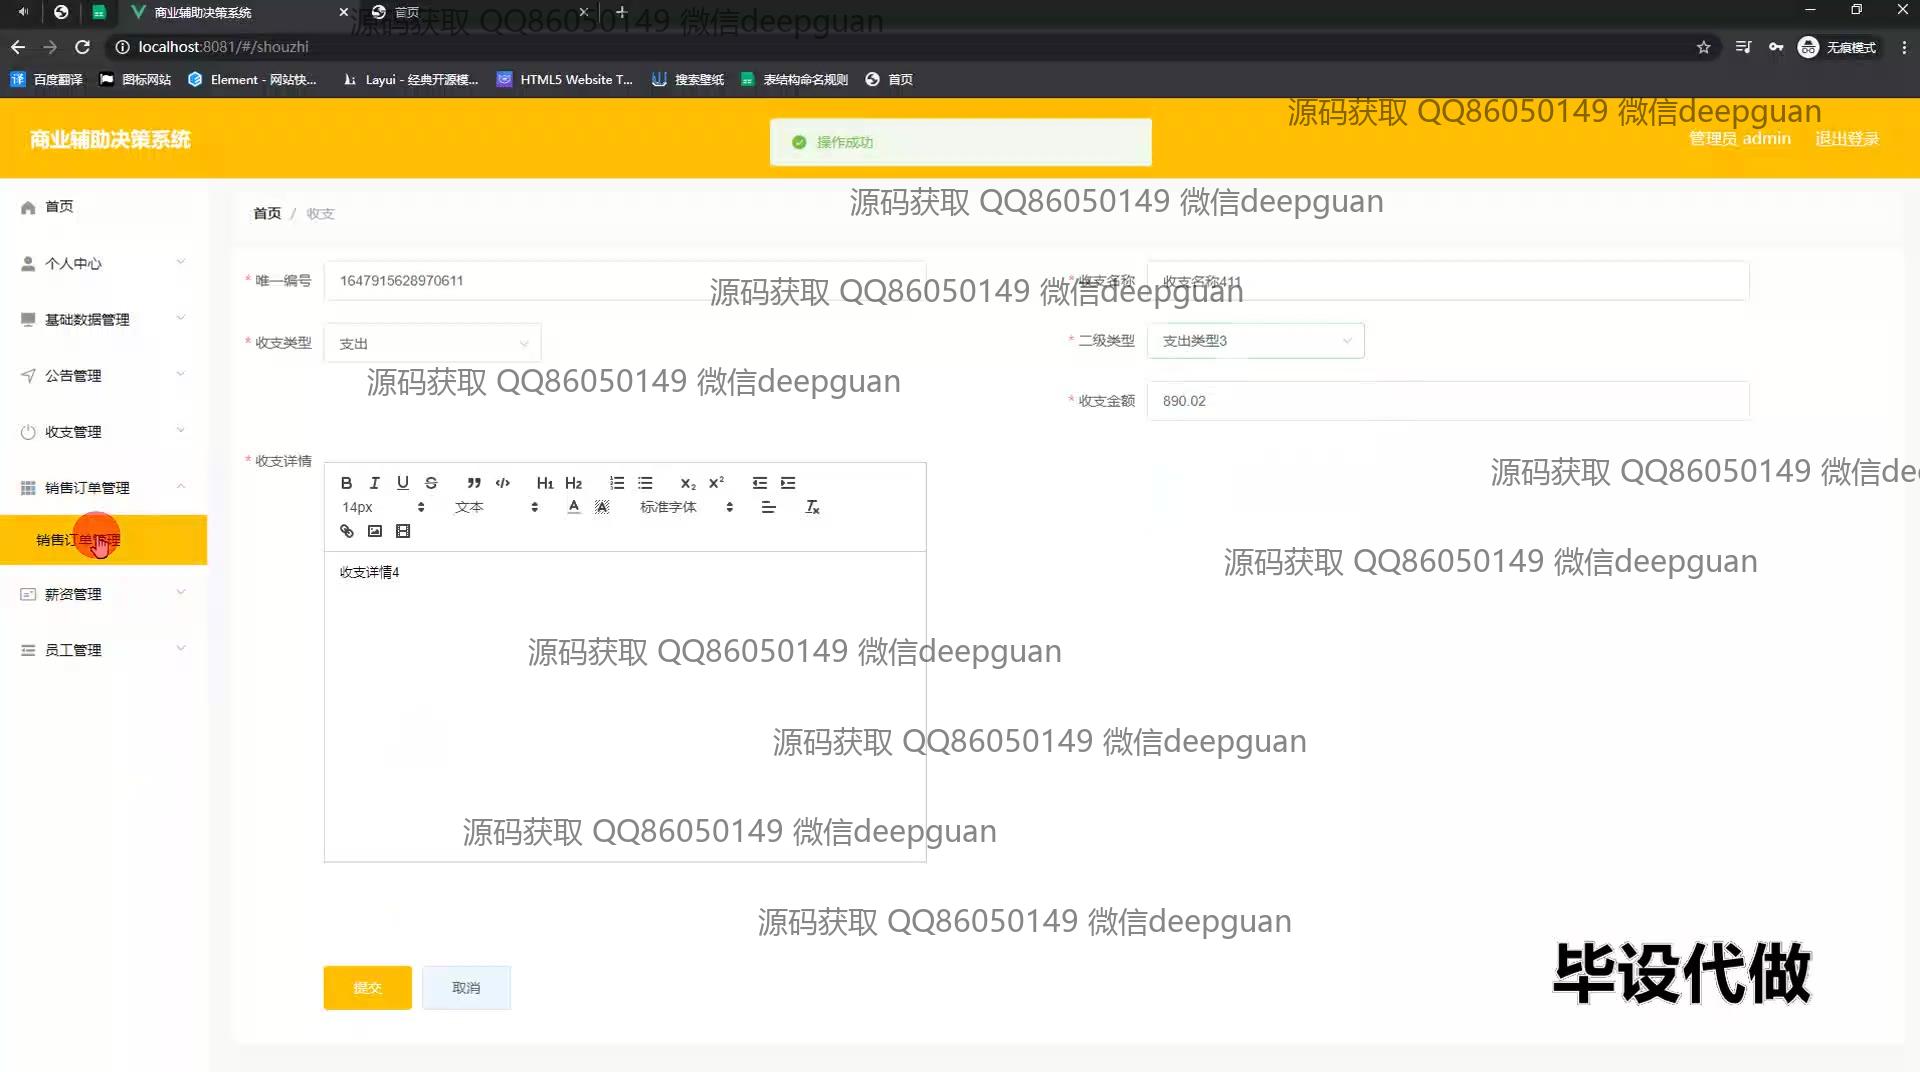 商业辅助决策系统
首页
源码获取 QQ86050149 微信deepguan
localhost:8081/#/shouzhi
无痕模式
百度翻译
图标网站
Element - 网站快...
Layui - 经典开源模...
HTML5 Website T...
搜索壁纸
表结构命名规则
首页
源码获取 QQ86050149 微信deepguan
商业辅助决策系统
操作成功
管理员 admin
退出登录
源码获取 QQ86050149 微信deepguan
首页
首页 / 收支
个人中心
* 唯一编号
1647915628970611
* 收支名称
收支名称411
源码获取 QQ86050149 微信deepguan
基础数据管理
* 收支类型
支出
* 二级类型
支出类型3
公告管理
源码获取 QQ86050149 微信deepguan
* 收支金额
890.02
收支管理
* 收支详情
源码获取 QQ86050149 微信de
销售订单管理
B I U S H1 H2 X2 X2
14px
文本
标准字体
销售订单管理
源码获取 QQ86050149 微信deepguan
收支详情4
薪资管理
员工管理
源码获取 QQ86050149 微信deepguan
源码获取 QQ86050149 微信deepguan
源码获取 QQ86050149 微信deepguan
源码获取 QQ86050149 微信deepguan
毕设代做
提交
取消